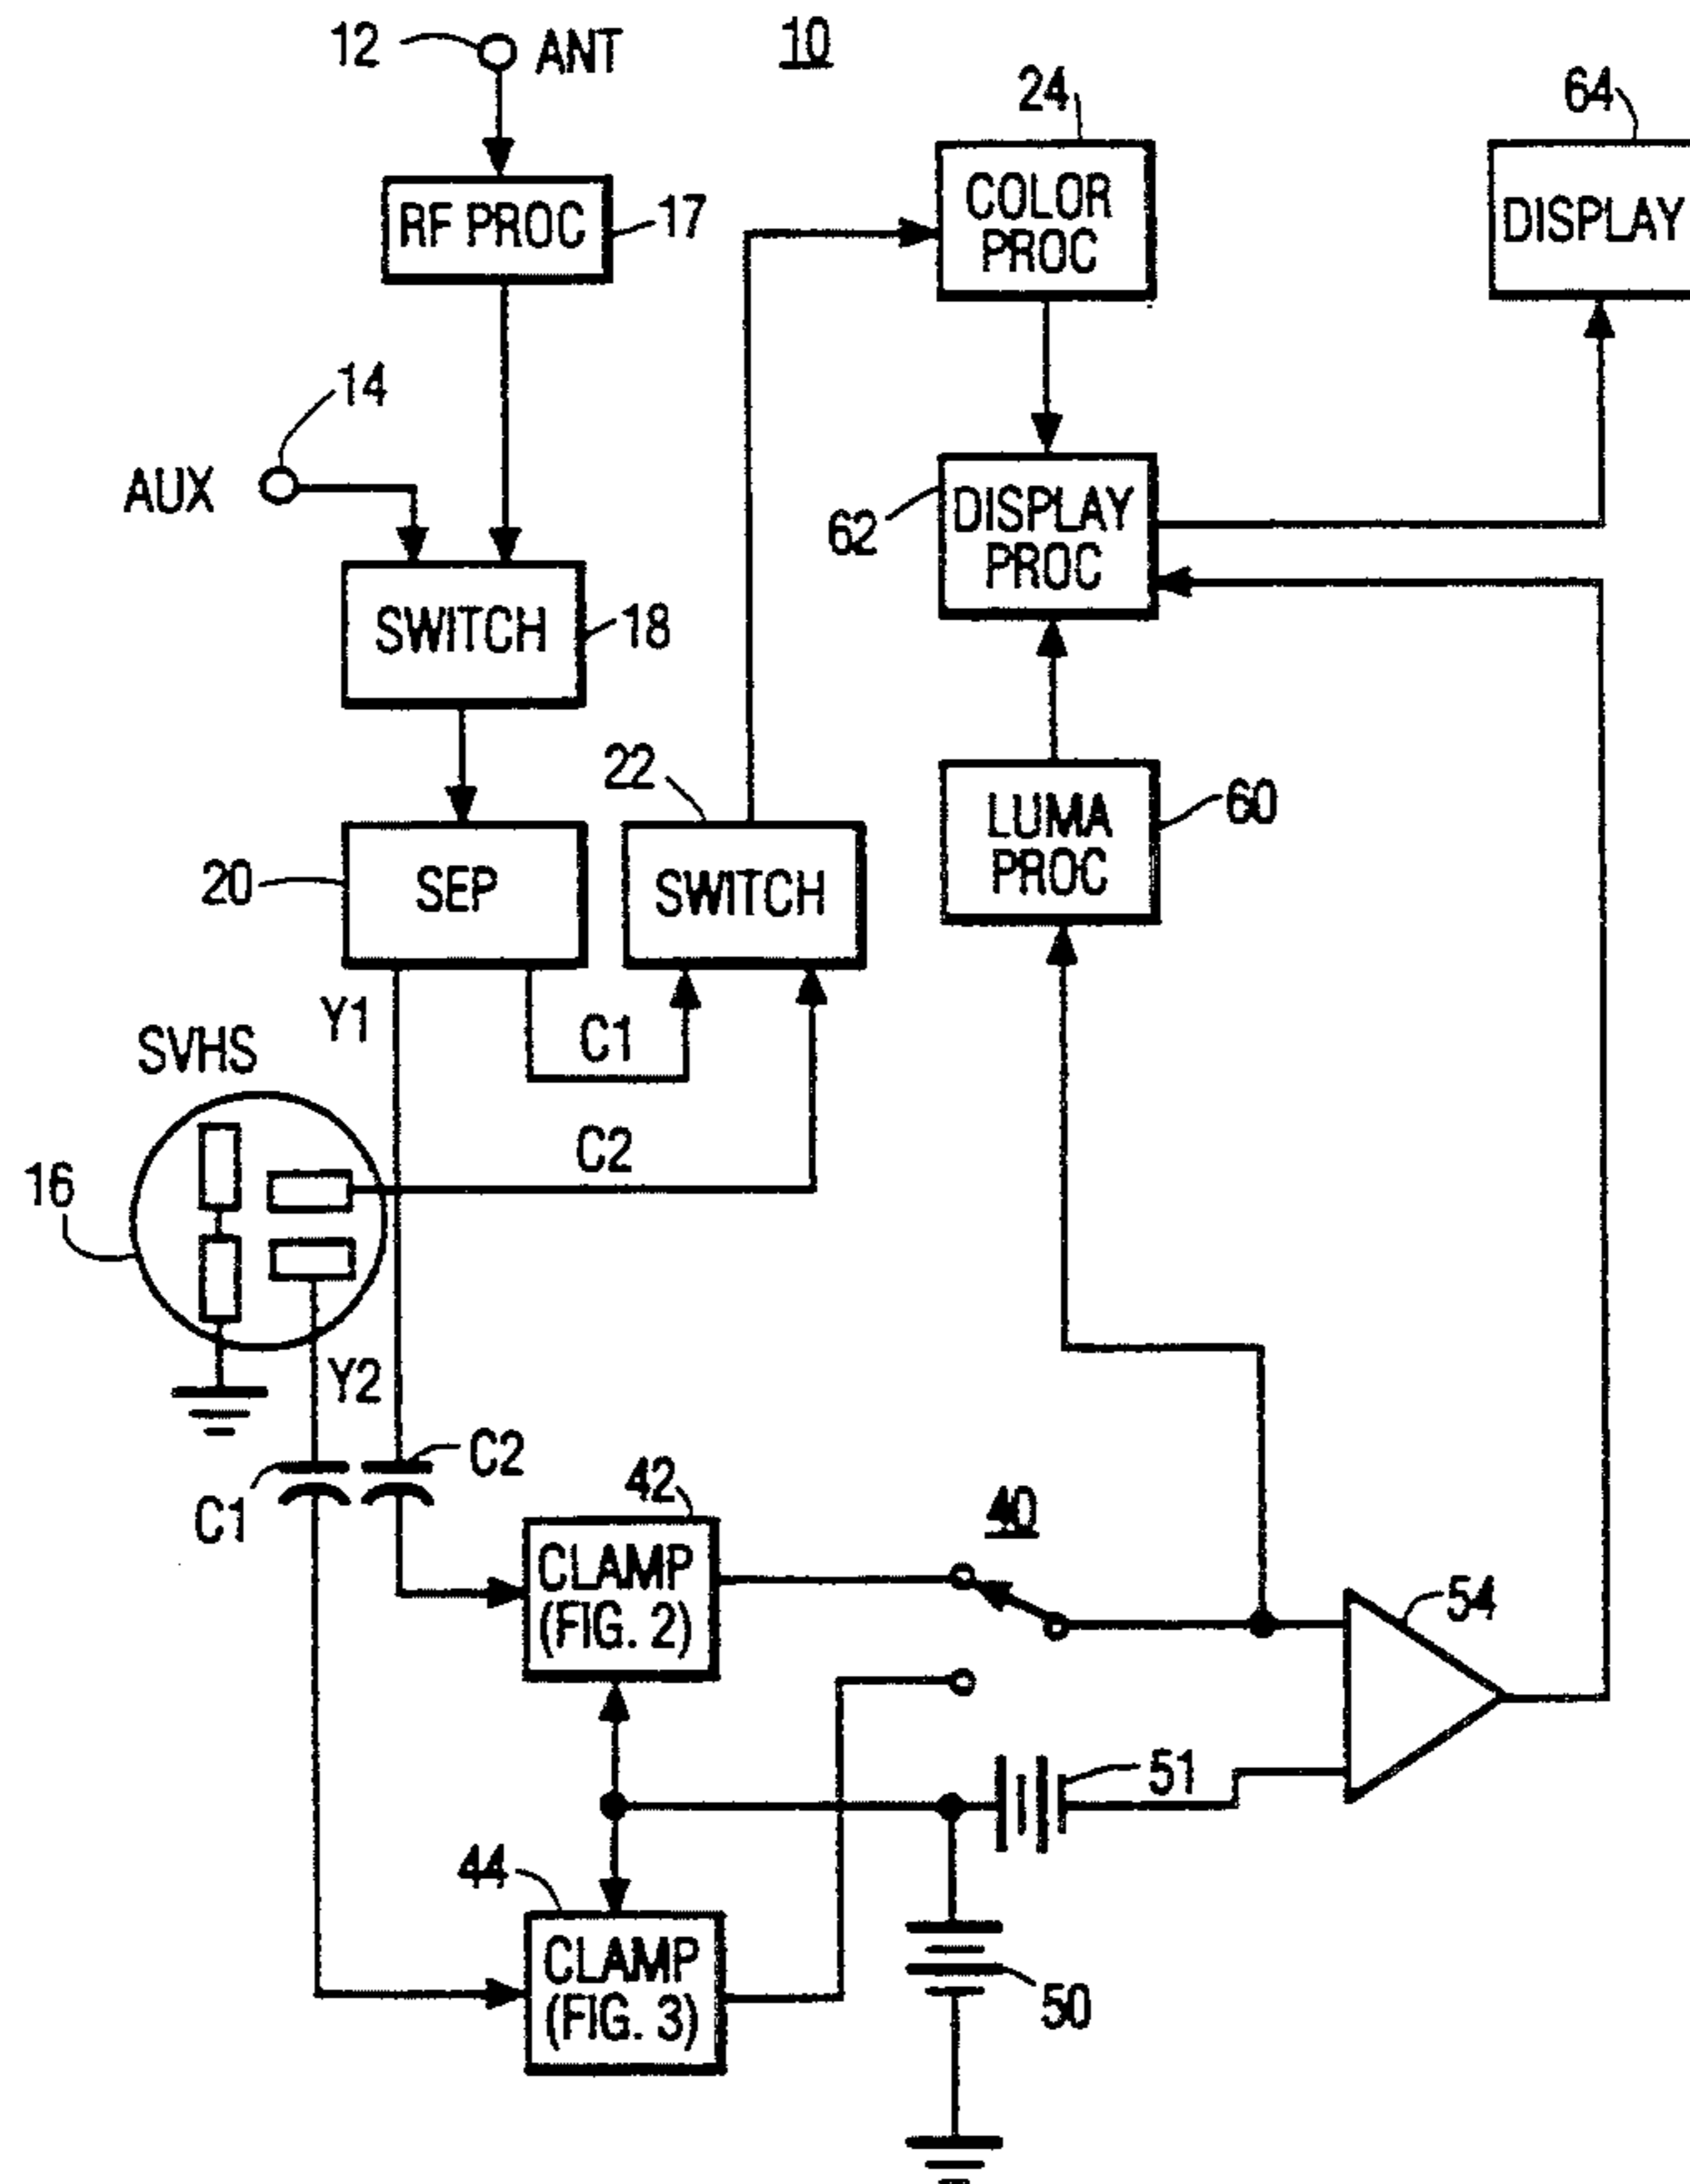 12
ANT
10
24
64
RF PROC
17
COLOR
PROC
DISPLAY
14
AUX
62
DISPLAY
PROC
SWITCH
18
22
20
SEP
SWITCH
LUMA
PROC
60
Y1
C1
SVHS
C2
16
Y2
C2
C1
42
40
CLAMP
(FIG. 2)
54
51
44
CLAMP
(FIG. 3)
50